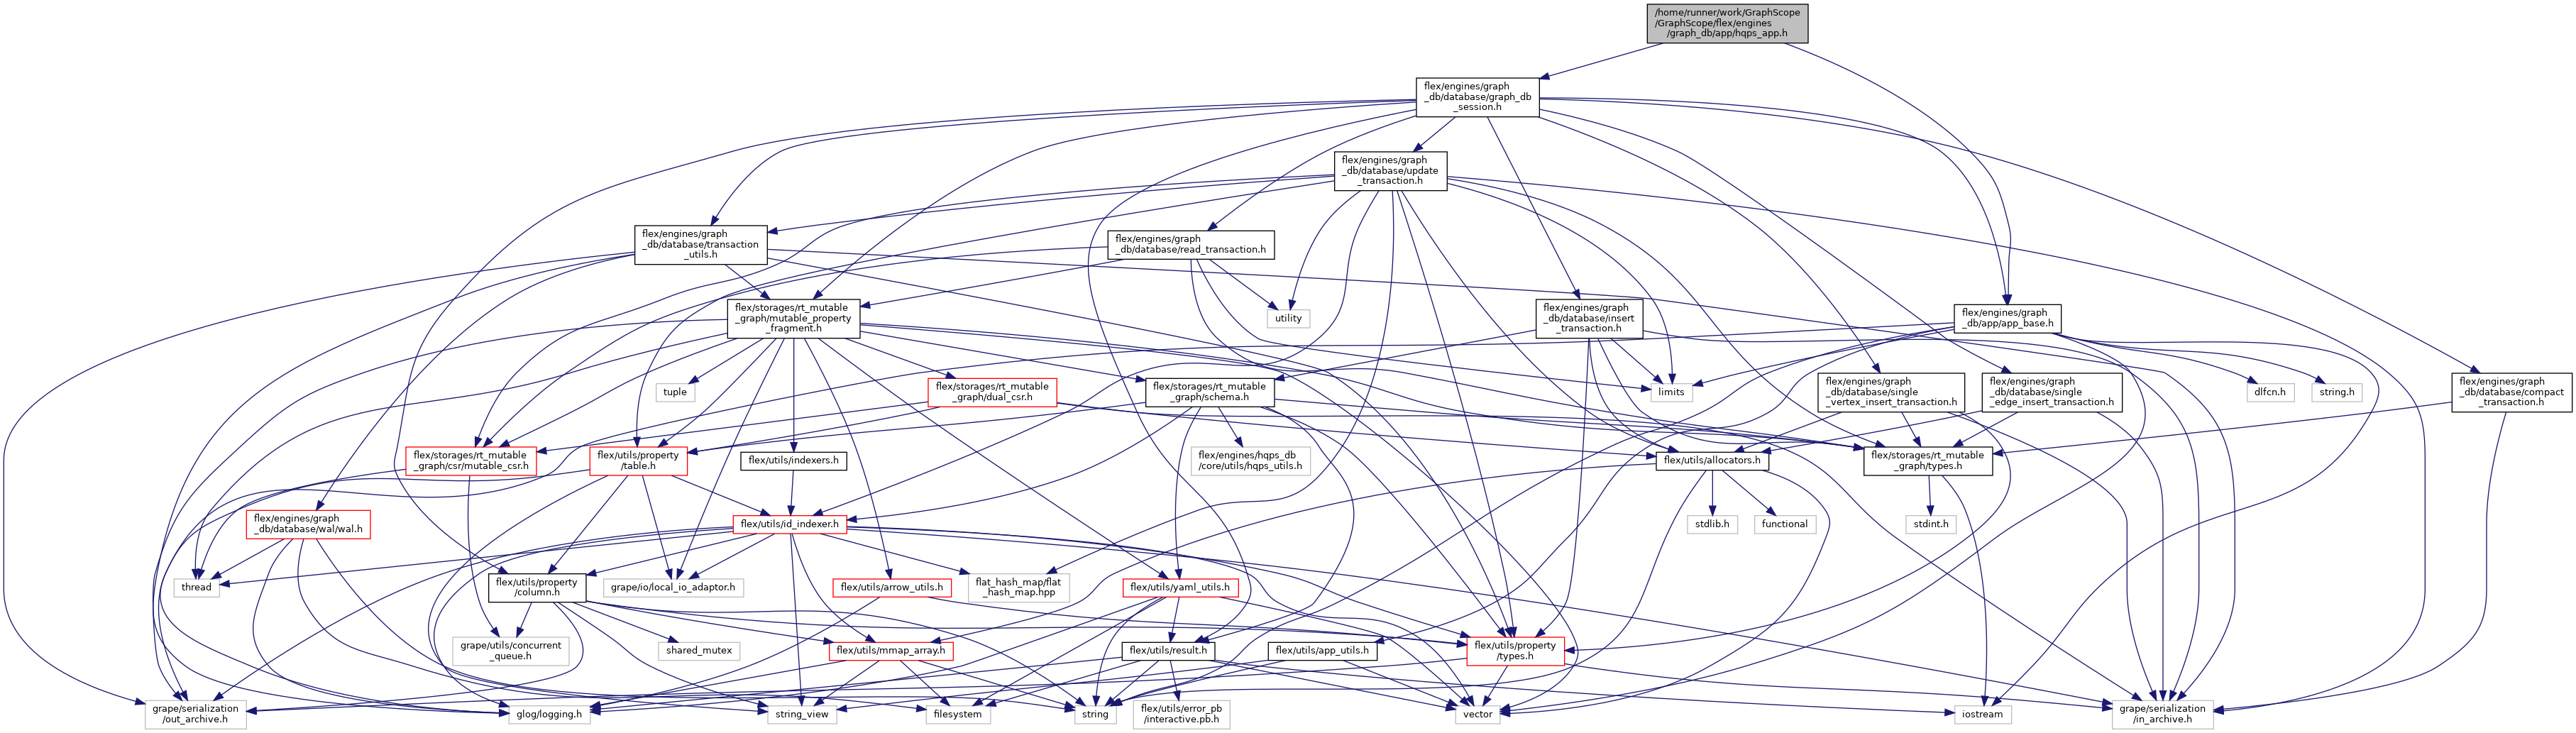 /home/runner/work/GraphScope
/GraphScope/flex/engines
/graph_db/app/hqps_app.h
flex/engines/graph
_db/database/graph_db
_session.h
flex/engines/graph
_db/database/update
_transaction.h
flex/engines/graph
_db/database/transaction
_utils.h
flex/engines/graph
_db/database/read_transaction.h
flex/storages/rt_mutable
_graph/mutable_property
_fragment.h
utility
flex/engines/graph
_db/database/insert
_transaction.h
flex/engines/graph
_db/app/app_base.h
tuple
flex/storages/rt_mutable
_graph/dual_csr.h
flex/storages/rt_mutable
_graph/schema.h
limits
flex/engines/graph
_db/database/single
_vertex_insert_transaction.h
flex/engines/graph
_db/database/single
_edge_insert_transaction.h
dlfcn.h
string.h
flex/engines/graph
_db/database/compact
_transaction.h
flex/storages/rt_mutable
_graph/csr/mutable_csr.h
flex/utils/property
/table.h
flex/utils/indexers.h
flex/engines/hqps_db
/core/utils/hqps_utils.h
flex/utils/allocators.h
flex/storages/rt_mutable
_graph/types.h
flex/engines/graph
_db/database/wal/wal.h
flex/utils/id_indexer.h
stdlib.h
functional
stdint.h
thread
flex/utils/property
/column.h
grape/io/local_io_adaptor.h
flex/utils/arrow_utils.h
flat_hash_map/flat
_hash_map.hpp
flex/utils/yaml_utils.h
grape/utils/concurrent
_queue.h
shared_mutex
flex/utils/mmap_array.h
flex/utils/result.h
flex/utils/app_utils.h
flex/utils/property
/types.h
grape/serialization
/out_archive.h
glog/logging.h
string_view
filesystem
string
flex/utils/error_pb
/interactive.pb.h
vector
iostream
grape/serialization
/in_archive.h